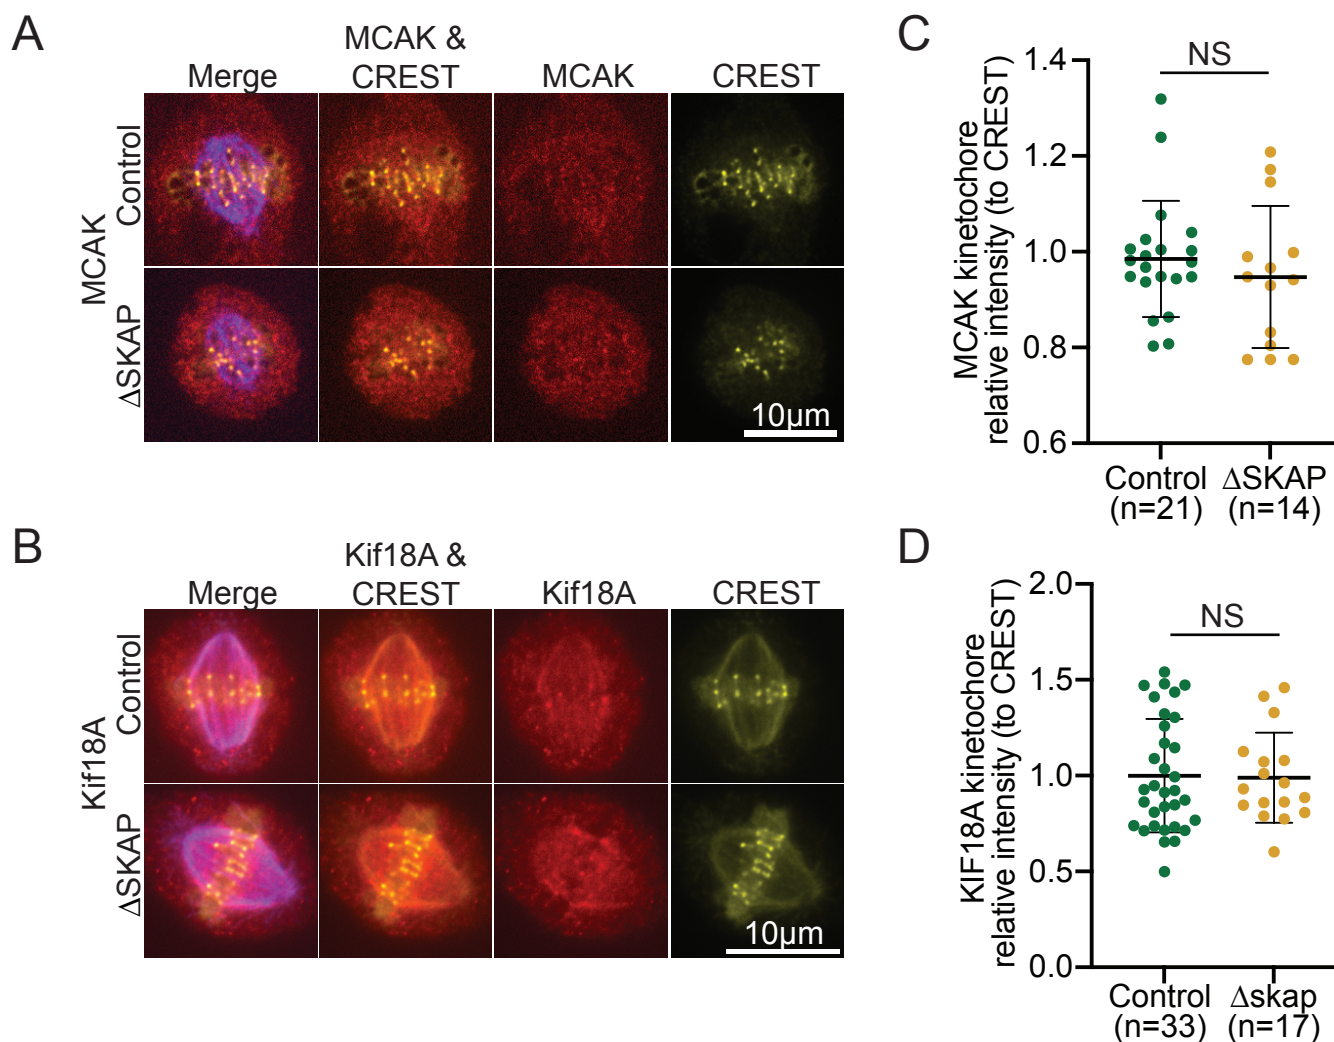 A
Merge
MCAK &
CREST
MCAK
CREST
MCAK
Control
ΔSKAP
10μm
B
Merge
Kif18A &
CREST
Kif18A
CREST
Kif18A
Control
ΔSKAP
10μm
C
MCAK kinetochore
relative intensity (to CREST)
1.4
1.2
1.0
0.8
0.6
NS
Control
(n=21)
ΔSKAP
(n=14)
D
KIF18A kinetochore
relative intensity (to CREST)
2.0
1.5
1.0
0.5
0.0
NS
Control
(n=33)
Δskap
(n=17)